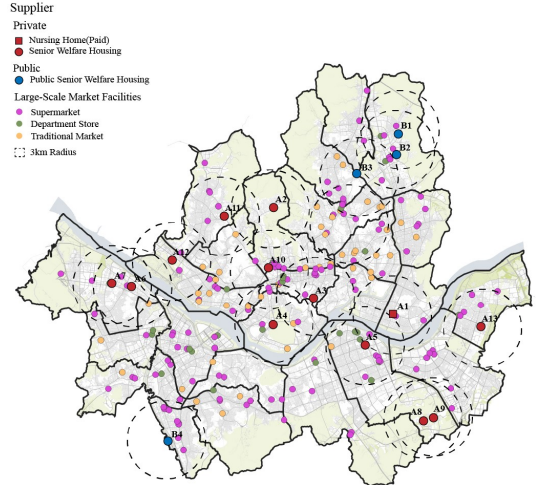 Supplier
Private
Nursing Home(Paid)
Senior Welfare Housing
Public
Public Senior Welfare Housing
Large-Scale Market Facilities
Supermarket
Department Store
Traditional Market
3km Radius
B1
B2
B3
A2
A11
A12
A10
A7
A6
A3
A1
A4
A13
A5
A8
A9
B4